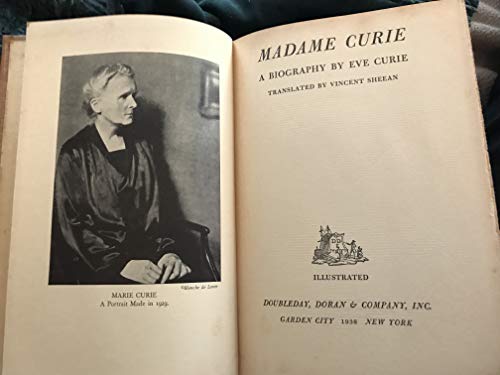 MARIE CURIE
A Portrait Made in 1929.
MADAME CURIE
A BIOGRAPHY BY EVE CURIE
TRANSLATED BY VINCENT SHEEAN
ILLUSTRATED
DOUBLEDAY, DORAN & COMPANY, INC.
GARDEN CITY 1938 NEW YORK